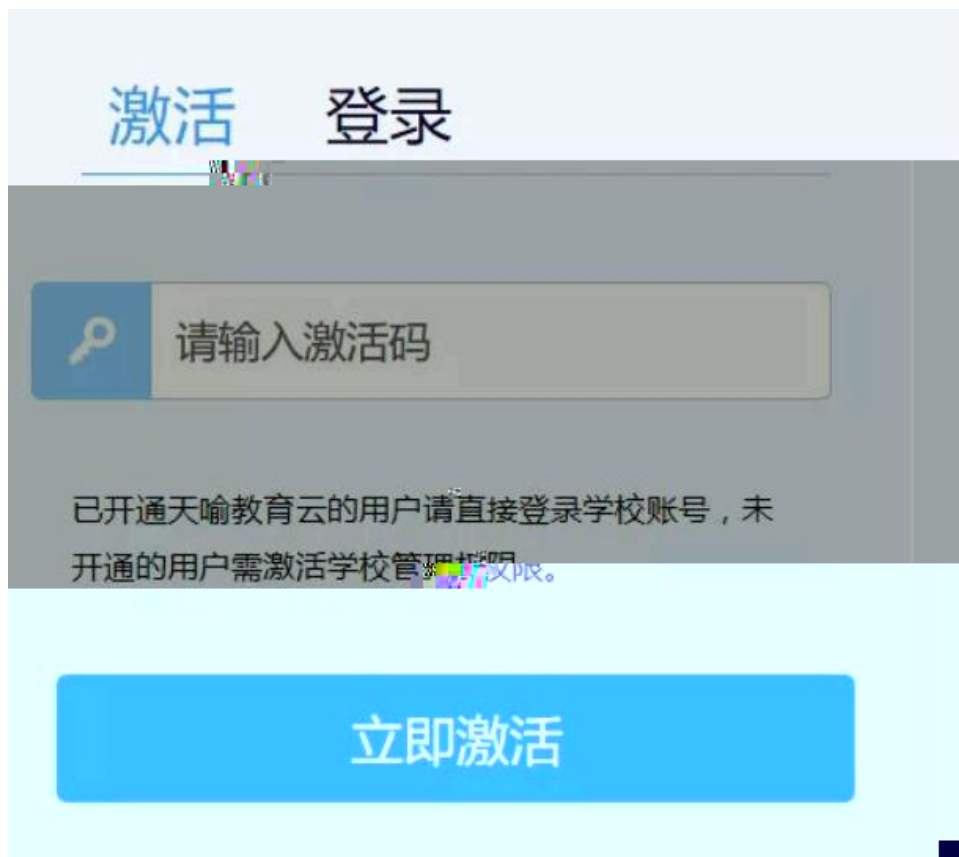 激活 登录
请输入激活码
已开通天喻教育云的用户请直接登录学校账号，未
开通的用户需激活学校管理权限。
立即激活